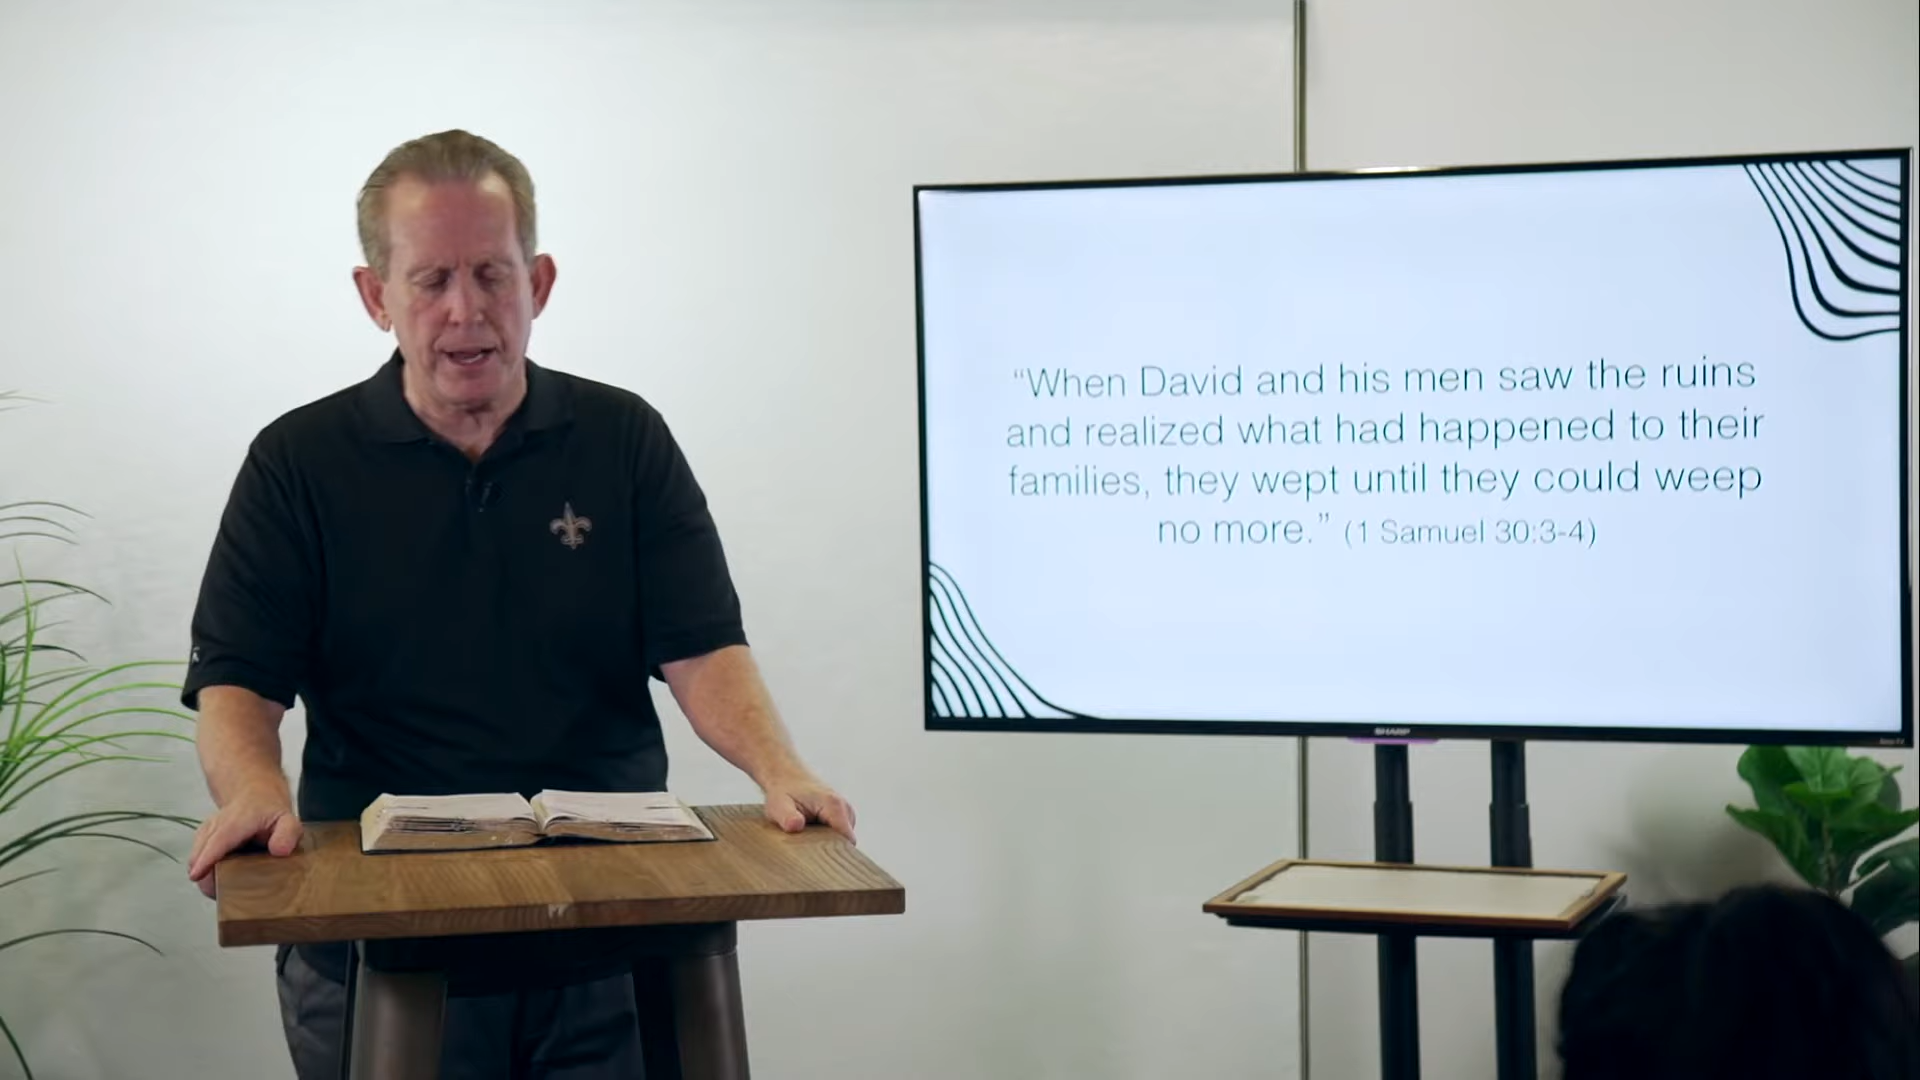 “When David and his men saw the ruins
and realized what had happened to their
families, they wept until they could weep
no more.” (1 Samuel 30:3-4)
SHARP